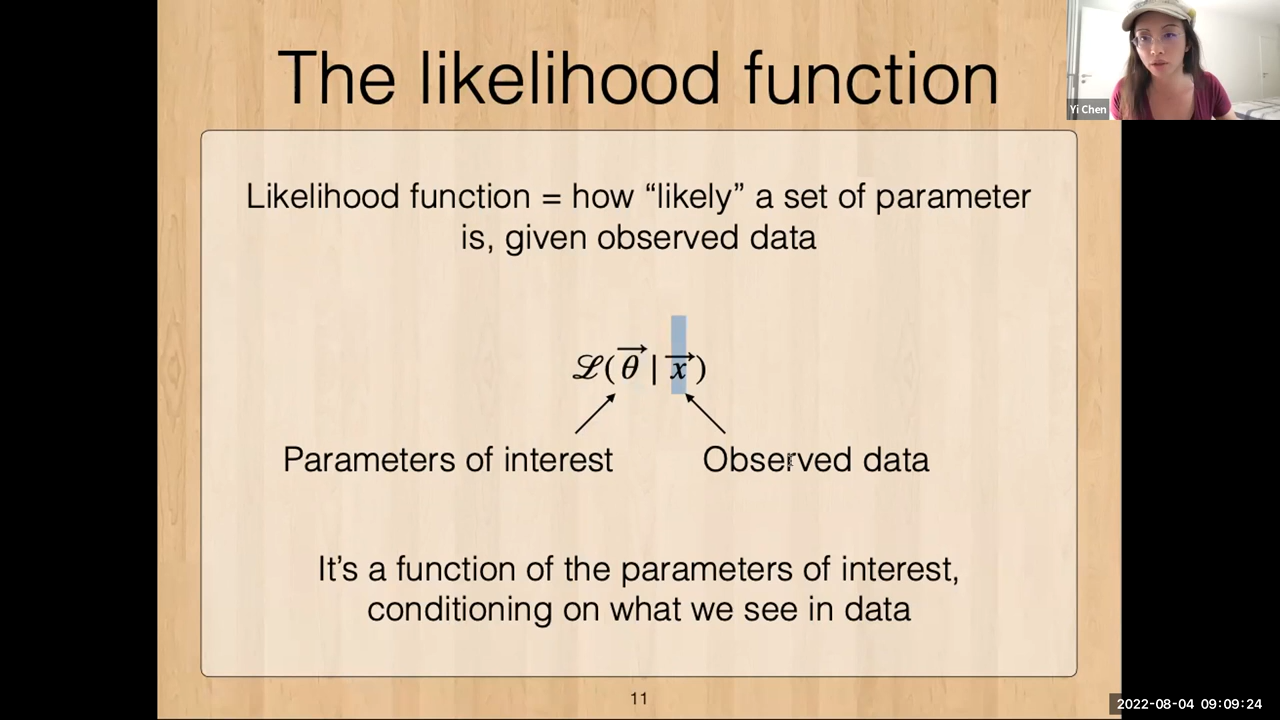 The likelihood function
Yi Chen
Likelihood function = how “likely” a set of parameter
is, given observed data
ℒ(θ⃗ | x⃗)
Parameters of interest
Observed data
It’s a function of the parameters of interest,
conditioning on what we see in data
11
2022-08-04 09:09:24